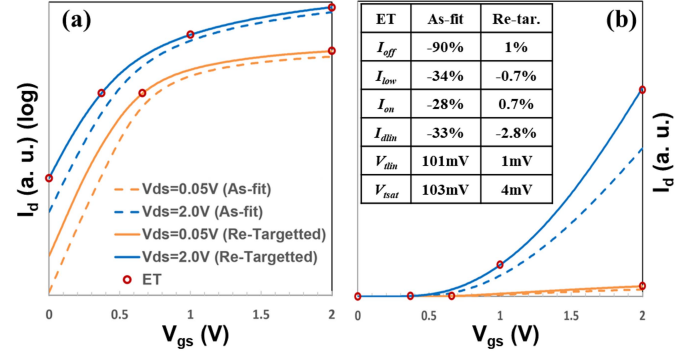 (a)
I_d (a. u.) (log)
Vds=0.05V (As-fit)
Vds=2.0V (As-fit)
Vds=0.05V (Re-Targetted)
Vds=2.0V (Re-Targetted)
ET
0 0.5 1 1.5 2
V_gs (V)
(b)
ET As-fit Re-tar.
I_off -90% 1%
I_low -34% -0.7%
I_on -28% 0.7%
I_dlin -33% -2.8%
V_tlin 101mV 1mV
V_tsat 103mV 4mV
I_d (a. u.)
0 0.5 1 1.5 2
V_gs (V)